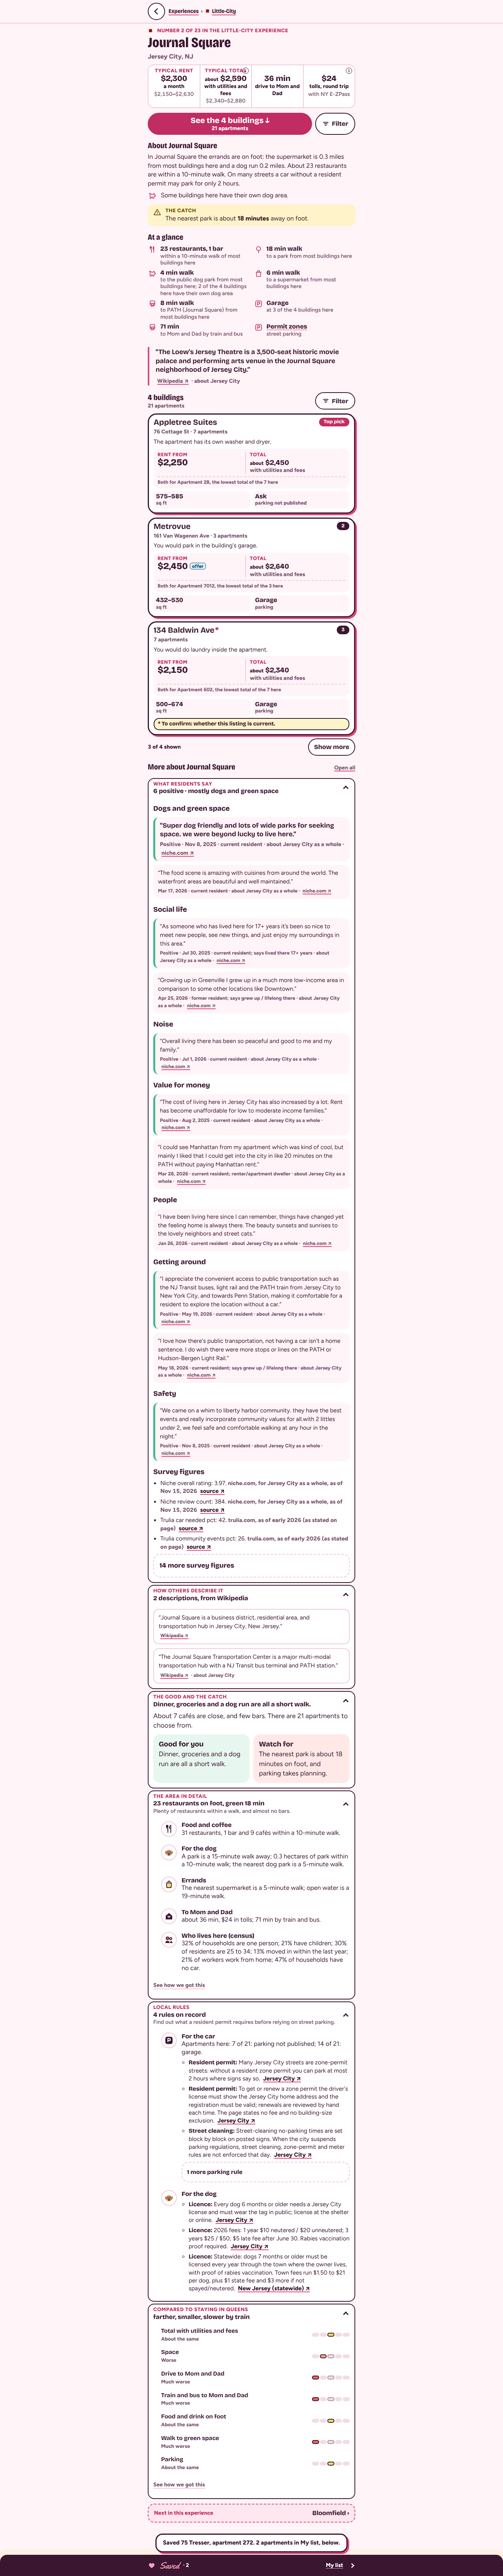 Experiences › Little-City
NUMBER 2 OF 23 IN THE LITTLE-CITY EXPERIENCE
Journal Square
Jersey City, NJ
TYPICAL RENT
$2,300
a month
$2,150–$2,630
TYPICAL TOTAL
about $2,590
with utilities and
fees
$2,340–$2,880
36 min
drive to Mom and
Dad
$24
tolls, round trip
with NY E-ZPass
See the 4 buildings ↓
21 apartments
Filter
About Journal Square
In Journal Square the errands are on foot: the supermarket is 0.3 miles
from most buildings here and a dog run 0.2 miles. About 23 restaurants
are within a 10-minute walk. On many streets a car without a resident
permit may park for only 2 hours.
Some buildings here have their own dog area.
THE CATCH
The nearest park is about 18 minutes away on foot.
At a glance
23 restaurants, 1 bar
within a 10-minute walk of most
buildings here
18 min walk
to a park from most buildings here
4 min walk
to the public dog park from most
buildings here; 2 of the 4 buildings
here have their own dog area
6 min walk
to a supermarket from most
buildings here
8 min walk
to PATH (Journal Square) from
most buildings here
Garage
at 3 of the 4 buildings here
71 min
to Mom and Dad by train and bus
Permit zones
street parking
"The Loew's Jersey Theatre is a 3,500-seat historic movie
palace and performing arts venue in the Journal Square
neighborhood of Jersey City."
Wikipedia ↗ · about Jersey City
4 buildings
21 apartments
Filter
Appletree Suites
Top pick
76 Cottage St · 7 apartments
The apartment has its own washer and dryer.
RENT FROM
$2,250
TOTAL
about $2,450
with utilities and fees
Both for Apartment 28, the lowest total of the 7 here
575–585
sq ft
Ask
parking not published
Metrovue
2
161 Van Wagenen Ave · 3 apartments
You would park in the building's garage.
RENT FROM
$2,450 offer
TOTAL
about $2,640
with utilities and fees
Both for Apartment 7012, the lowest total of the 3 here
432–530
sq ft
Garage
parking
134 Baldwin Ave*
3
7 apartments
You would do laundry inside the apartment.
RENT FROM
$2,150
TOTAL
about $2,340
with utilities and fees
Both for Apartment 602, the lowest total of the 7 here
500–674
sq ft
Garage
parking
* To confirm: whether this listing is current.
3 of 4 shown
Show more
More about Journal Square
Open all
WHAT RESIDENTS SAY
6 positive · mostly dogs and green space
Dogs and green space
"Super dog friendly and lots of wide parks for seeking
space. we were beyond lucky to live here."
Positive · Nov 8, 2025 · current resident · about Jersey City as a whole ·
niche.com ↗
"The food scene is amazing with cuisines from around the world. The
waterfront areas are beautiful and well maintained."
Mar 17, 2026 · current resident · about Jersey City as a whole · niche.com ↗
Social life
"As someone who has lived here for 17+ years it's been so nice to
meet new people, see new things, and just enjoy my surroundings in
this area."
Positive · Jul 30, 2025 · current resident; says lived there 17+ years · about
Jersey City as a whole · niche.com ↗
"Growing up in Greenville I grew up in a much more low-income area in
comparison to some other locations like Downtown."
Apr 25, 2026 · former resident; says grew up / lifelong there · about Jersey City
as a whole · niche.com ↗
Noise
"Overall living there has been so peaceful and good to me and my
family."
Positive · Jul 1, 2026 · current resident · about Jersey City as a whole ·
niche.com ↗
Value for money
"The cost of living here in Jersey City has also increased by a lot. Rent
has become unaffordable for low to moderate income families."
Positive · Aug 2, 2025 · current resident · about Jersey City as a whole ·
niche.com ↗
"I could see Manhattan from my apartment which was kind of cool, but
mainly I liked that I could get into the city in like 20 minutes on the
PATH without paying Manhattan rent."
Mar 28, 2026 · current resident; renter/apartment dweller · about Jersey City as a
whole · niche.com ↗
People
"I have been living here since I can remember, things have changed yet
the feeling home is always there. The beauty sunsets and sunrises to
the lovely neighbors and street cats."
Jan 26, 2026 · current resident · about Jersey City as a whole · niche.com ↗
Getting around
"I appreciate the convenient access to public transportation such as
the NJ Transit buses, light rail and the PATH train from Jersey City to
New York City, and towards Penn Station, making it comfortable for a
resident to explore the location without a car."
Positive · May 19, 2026 · current resident · about Jersey City as a whole ·
niche.com ↗
"I love how there's public transportation, not having a car isn't a home
sentence. I do wish there were more stops or lines on the PATH or
Hudson-Bergen Light Rail."
May 18, 2026 · current resident; says grew up / lifelong there · about Jersey City
as a whole · niche.com ↗
Safety
"We came on a whim to liberty harbor community. they have the best
events and really incorporate community values for all.with 2 littles
under 2, we feel safe and comfortable walking at any hour in the
night."
Positive · Nov 8, 2025 · current resident · about Jersey City as a whole ·
niche.com ↗
Survey figures
• Niche overall rating: 3.97. niche.com, for Jersey City as a whole, as of
Nov 15, 2026 source ↗
• Niche review count: 384. niche.com, for Jersey City as a whole, as of
Nov 15, 2026 source ↗
• Trulia car needed pct: 42. trulia.com, as of early 2026 (as stated on
page) source ↗
• Trulia community events pct: 26. trulia.com, as of early 2026 (as stated
on page) source ↗
14 more survey figures
HOW OTHERS DESCRIBE IT
2 descriptions, from Wikipedia
"Journal Square is a business district, residential area, and
transportation hub in Jersey City, New Jersey."
Wikipedia ↗
"The Journal Square Transportation Center is a major multi-modal
transportation hub with a NJ Transit bus terminal and PATH station."
Wikipedia ↗ · about Jersey City
THE GOOD AND THE CATCH
Dinner, groceries and a dog run are all a short walk.
About 7 cafés are close, and few bars. There are 21 apartments to
choose from.
Good for you
Dinner, groceries and a dog
run are all a short walk.
Watch for
The nearest park is about 18
minutes on foot, and
parking takes planning.
THE AREA IN DETAIL
23 restaurants on foot, green 18 min
Plenty of restaurants within a walk, and almost no bars.
Food and coffee
31 restaurants, 1 bar and 9 cafés within a 10-minute walk.
For the dog
A park is a 15-minute walk away; 0.3 hectares of park within
a 10-minute walk; the nearest dog park is a 5-minute walk.
Errands
The nearest supermarket is a 5-minute walk; open water is a
19-minute walk.
To Mom and Dad
about 36 min, $24 in tolls; 71 min by train and bus.
Who lives here (census)
32% of households are one person; 21% have children; 30%
of residents are 25 to 34; 13% moved in within the last year;
21% of workers work from home; 47% of households have
no car.
See how we got this
LOCAL RULES
4 rules on record
Find out what a resident permit requires before relying on street parking.
For the car
Apartments here: 7 of 21: parking not published; 14 of 21:
garage.
Resident permit: Many Jersey City streets are zone-permit
streets: without a resident zone permit you can park at most
2 hours where signs say so. Jersey City ↗
Resident permit: To get or renew a zone permit the driver's
license must show the Jersey City home address and the
registration must be valid; renewals are reviewed by hand
each time. The page states no fee and no building-size
exclusion. Jersey City ↗
Street cleaning: Street-cleaning no-parking times are set
block by block on posted signs. When the city suspends
parking regulations, street cleaning, zone-permit and meter
rules are not enforced that day. Jersey City ↗
1 more parking rule
For the dog
Licence: Every dog 6 months or older needs a Jersey City
license and must wear the tag in public; license at the shelter
or online. Jersey City ↗
Licence: 2026 fees: 1 year $10 neutered / $20 unneutered; 3
years $25 / $50; $5 late fee after June 30. Rabies vaccination
proof required. Jersey City ↗
Licence: Statewide: dogs 7 months or older must be
licensed every year through the town where the owner lives,
with proof of rabies vaccination. Town fees run $1.50 to $21
per dog, plus $1 state fee and $3 more if not
spayed/neutered. New Jersey (statewide) ↗
COMPARED TO STAYING IN QUEENS
farther, smaller, slower by train
Total with utilities and fees
About the same
Space
Worse
Drive to Mom and Dad
Much worse
Train and bus to Mom and Dad
Much worse
Food and drink on foot
About the same
Walk to green space
Much worse
Parking
About the same
See how we got this
Next in this experience
Bloomfield ›
Saved 75 Tresser, apartment 272. 2 apartments in My list, below.
Saved · 2
My list